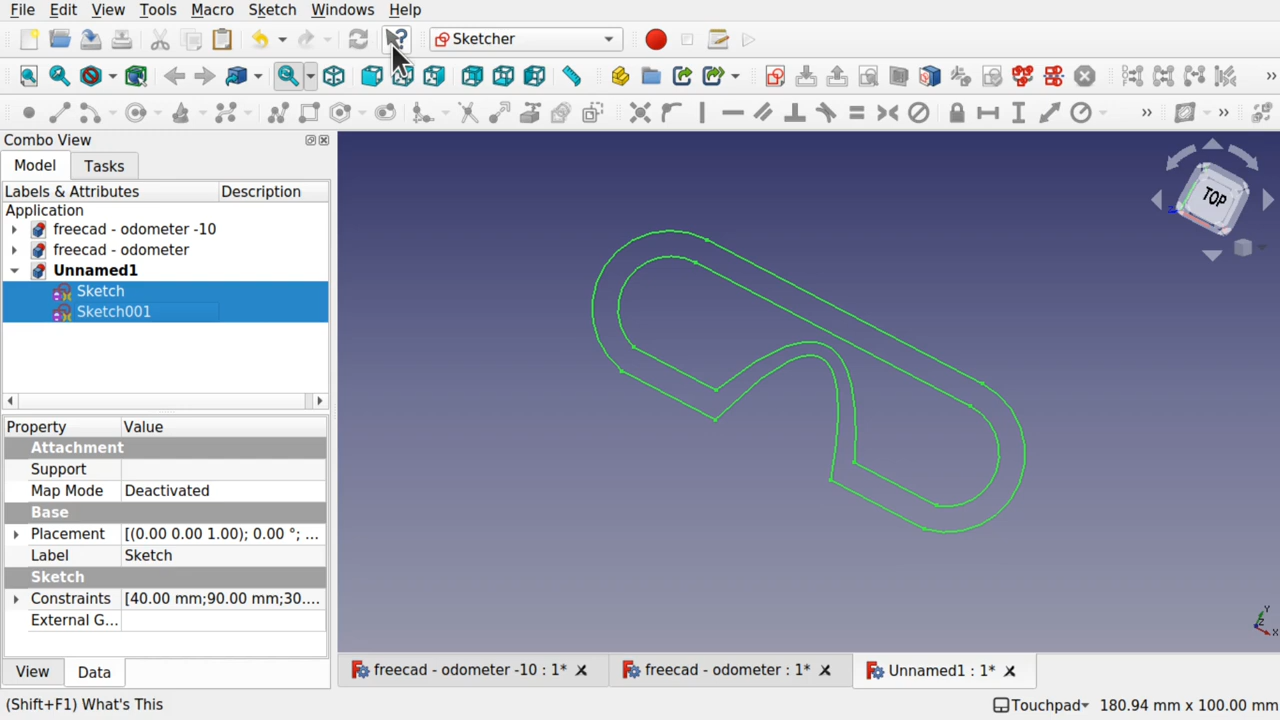 File Edit View Tools Macro Sketch Windows Help
Sketcher
Combo View
Model Tasks
Labels & Attributes Description
Application
freecad - odometer -10
freecad - odometer
Unnamed1
Sketch
Sketch001
Property Value
Attachment
Support
Map Mode Deactivated
Base
Placement [(0.00 0.00 1.00); 0.00 °; ...
Label Sketch
Sketch
Constraints [40.00 mm;90.00 mm;30....
External G...
View Data
TOP
Y
Z
X
freecad - odometer -10 : 1*
freecad - odometer : 1*
Unnamed1 : 1*
(Shift+F1) What's This
Touchpad 180.94 mm x 100.00 mm